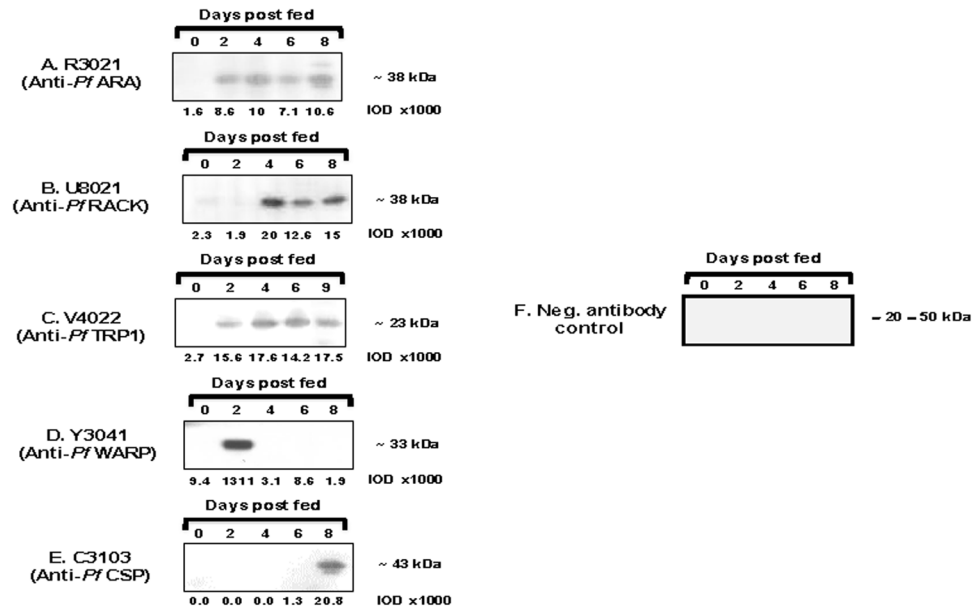 Days post fed
0 2 4 6 8
A. R3021
(Anti-Pf ARA)
~ 38 kDa
1.6 8.6 10 7.1 10.6 IOD x1000
Days post fed
0 2 4 6 8
B. U8021
(Anti-Pf RACK)
~ 38 kDa
2.3 1.9 20 12.6 15 IOD x1000
Days post fed
0 2 4 6 9
C. V4022
(Anti-Pf TRP1)
~ 23 kDa
2.7 15.6 17.6 14.2 17.5 IOD x1000
Days post fed
0 2 4 6 8
D. Y3041
(Anti-Pf WARP)
~ 33 kDa
9.4 1311 3.1 8.6 1.9 IOD x1000
Days post fed
0 2 4 6 8
E. C3103
(Anti-Pf CSP)
~ 43 kDa
0.0 0.0 0.0 1.3 20.8 IOD x1000
Days post fed
0 2 4 6 8
F. Neg. antibody
control
~ 20 – 50 kDa